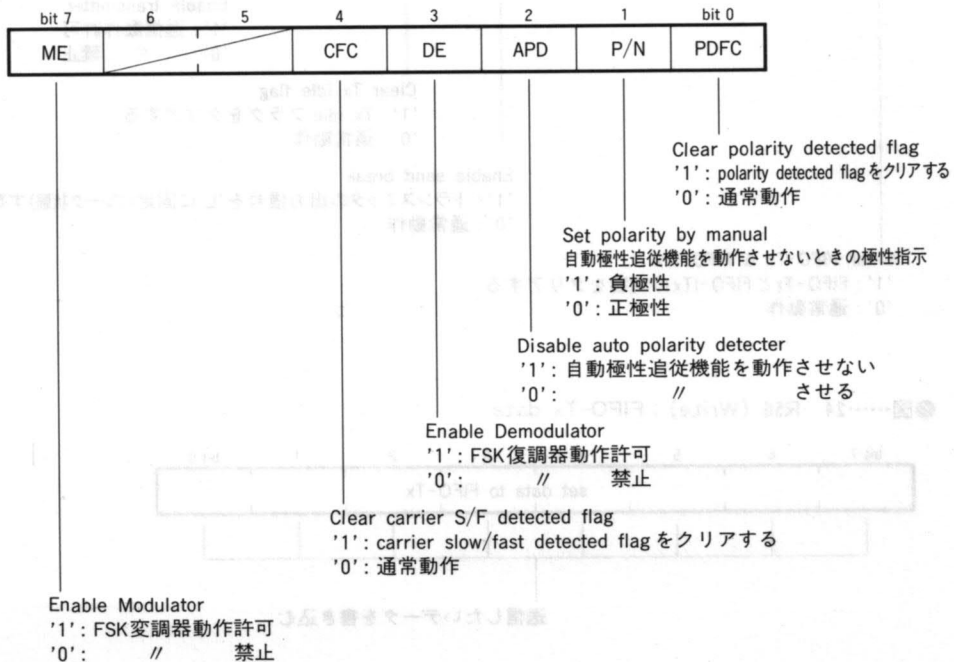 bit 7 6 5 4 3 2 1 bit 0
ME CFC DE APD P/N PDFC
Clear polarity detected flag
'1': polarity detected flagをクリアする
'0': 通常動作
Set polarity by manual
自動極性追従機能を動作させないときの極性指示
'1': 負極性
'0': 正極性
Disable auto polarity detecter
'1': 自動極性追従機能を動作させない
'0': 〃 させる
Enable Demodulator
'1': FSK復調器動作許可
'0': 〃 禁止
Clear carrier S/F detected flag
'1': carrier slow/fast detected flagをクリアする
'0': 通常動作
Enable Modulator
'1': FSK変調器動作許可
'0': 〃 禁止